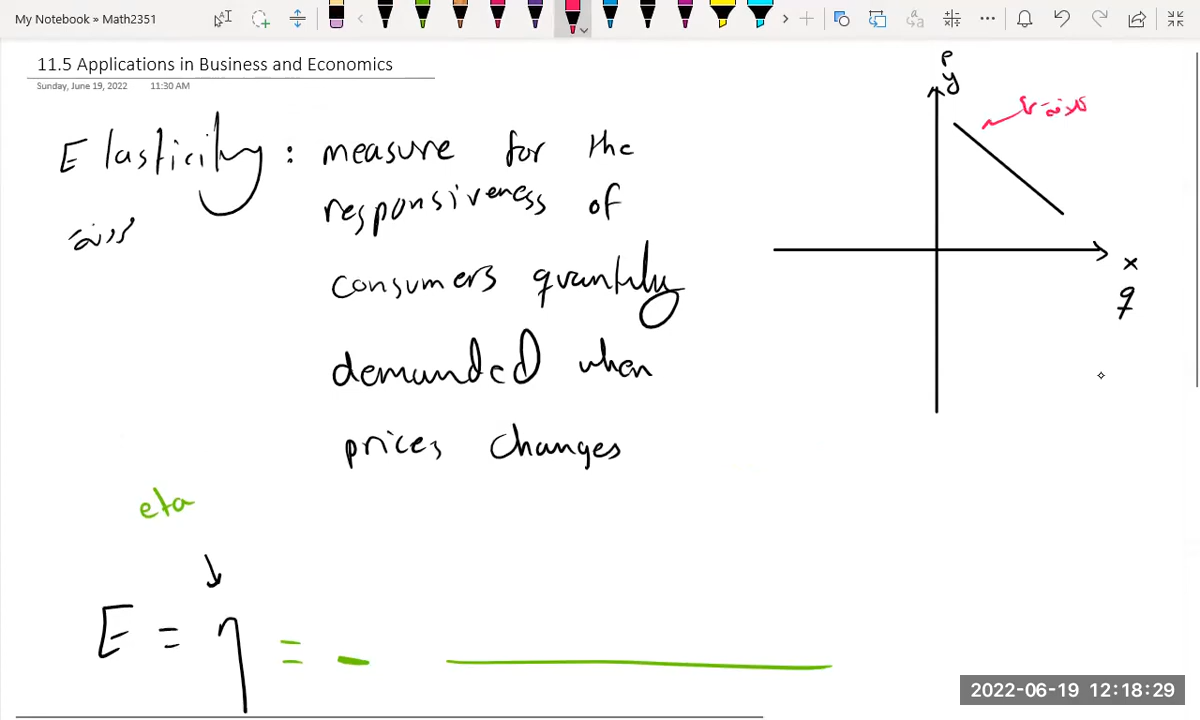 My Notebook » Math2351
11.5 Applications in Business and Economics
Sunday, June 19, 2022 11:30 AM
Elasticity : measure for the
responsiveness of
consumers quantity
demanded when
prices changes
eta
E = η = -
P
y
x
q
2022-06-19 12:18:29